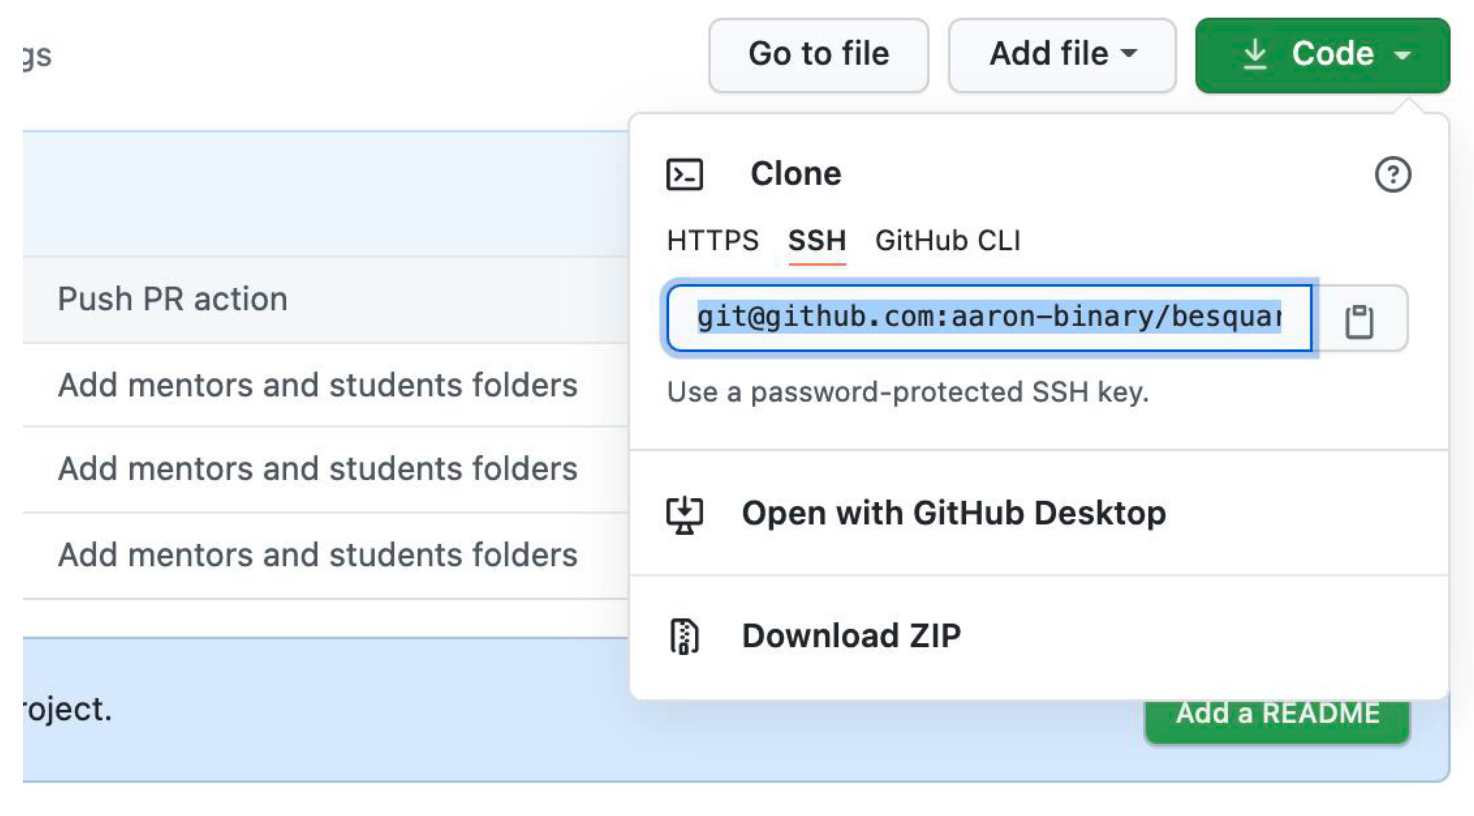 gs
Go to file
Add file
Code
Clone
HTTPS SSH GitHub CLI
git@github.com:aaron-binary/besquar
Use a password-protected SSH key.
Open with GitHub Desktop
Download ZIP
Push PR action
Add mentors and students folders
Add mentors and students folders
Add mentors and students folders
oject.
Add a README